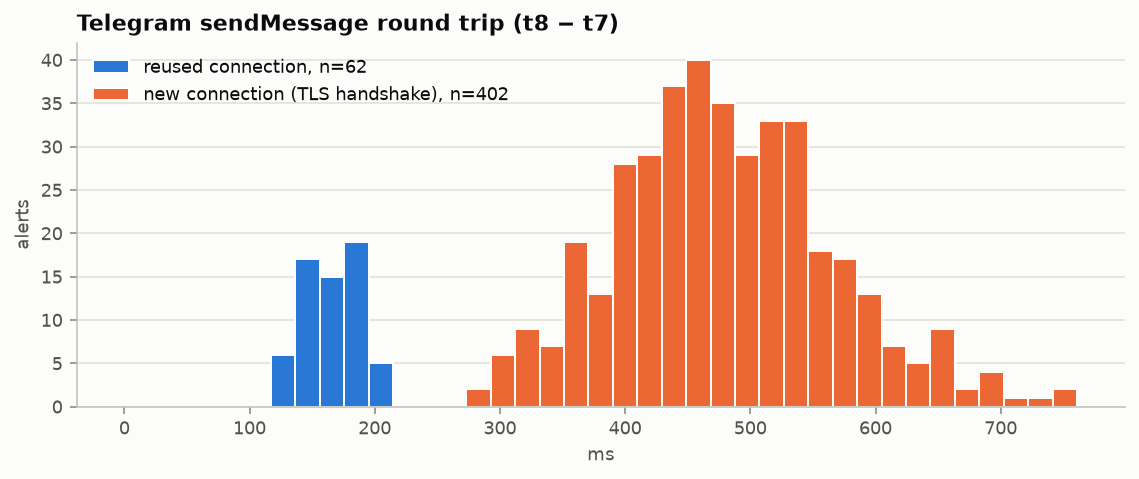 Telegram sendMessage round trip (t8 − t7)
reused connection, n=62
new connection (TLS handshake), n=402
alerts
40
35
30
25
20
15
10
5
0
0 100 200 300 400 500 600 700
ms